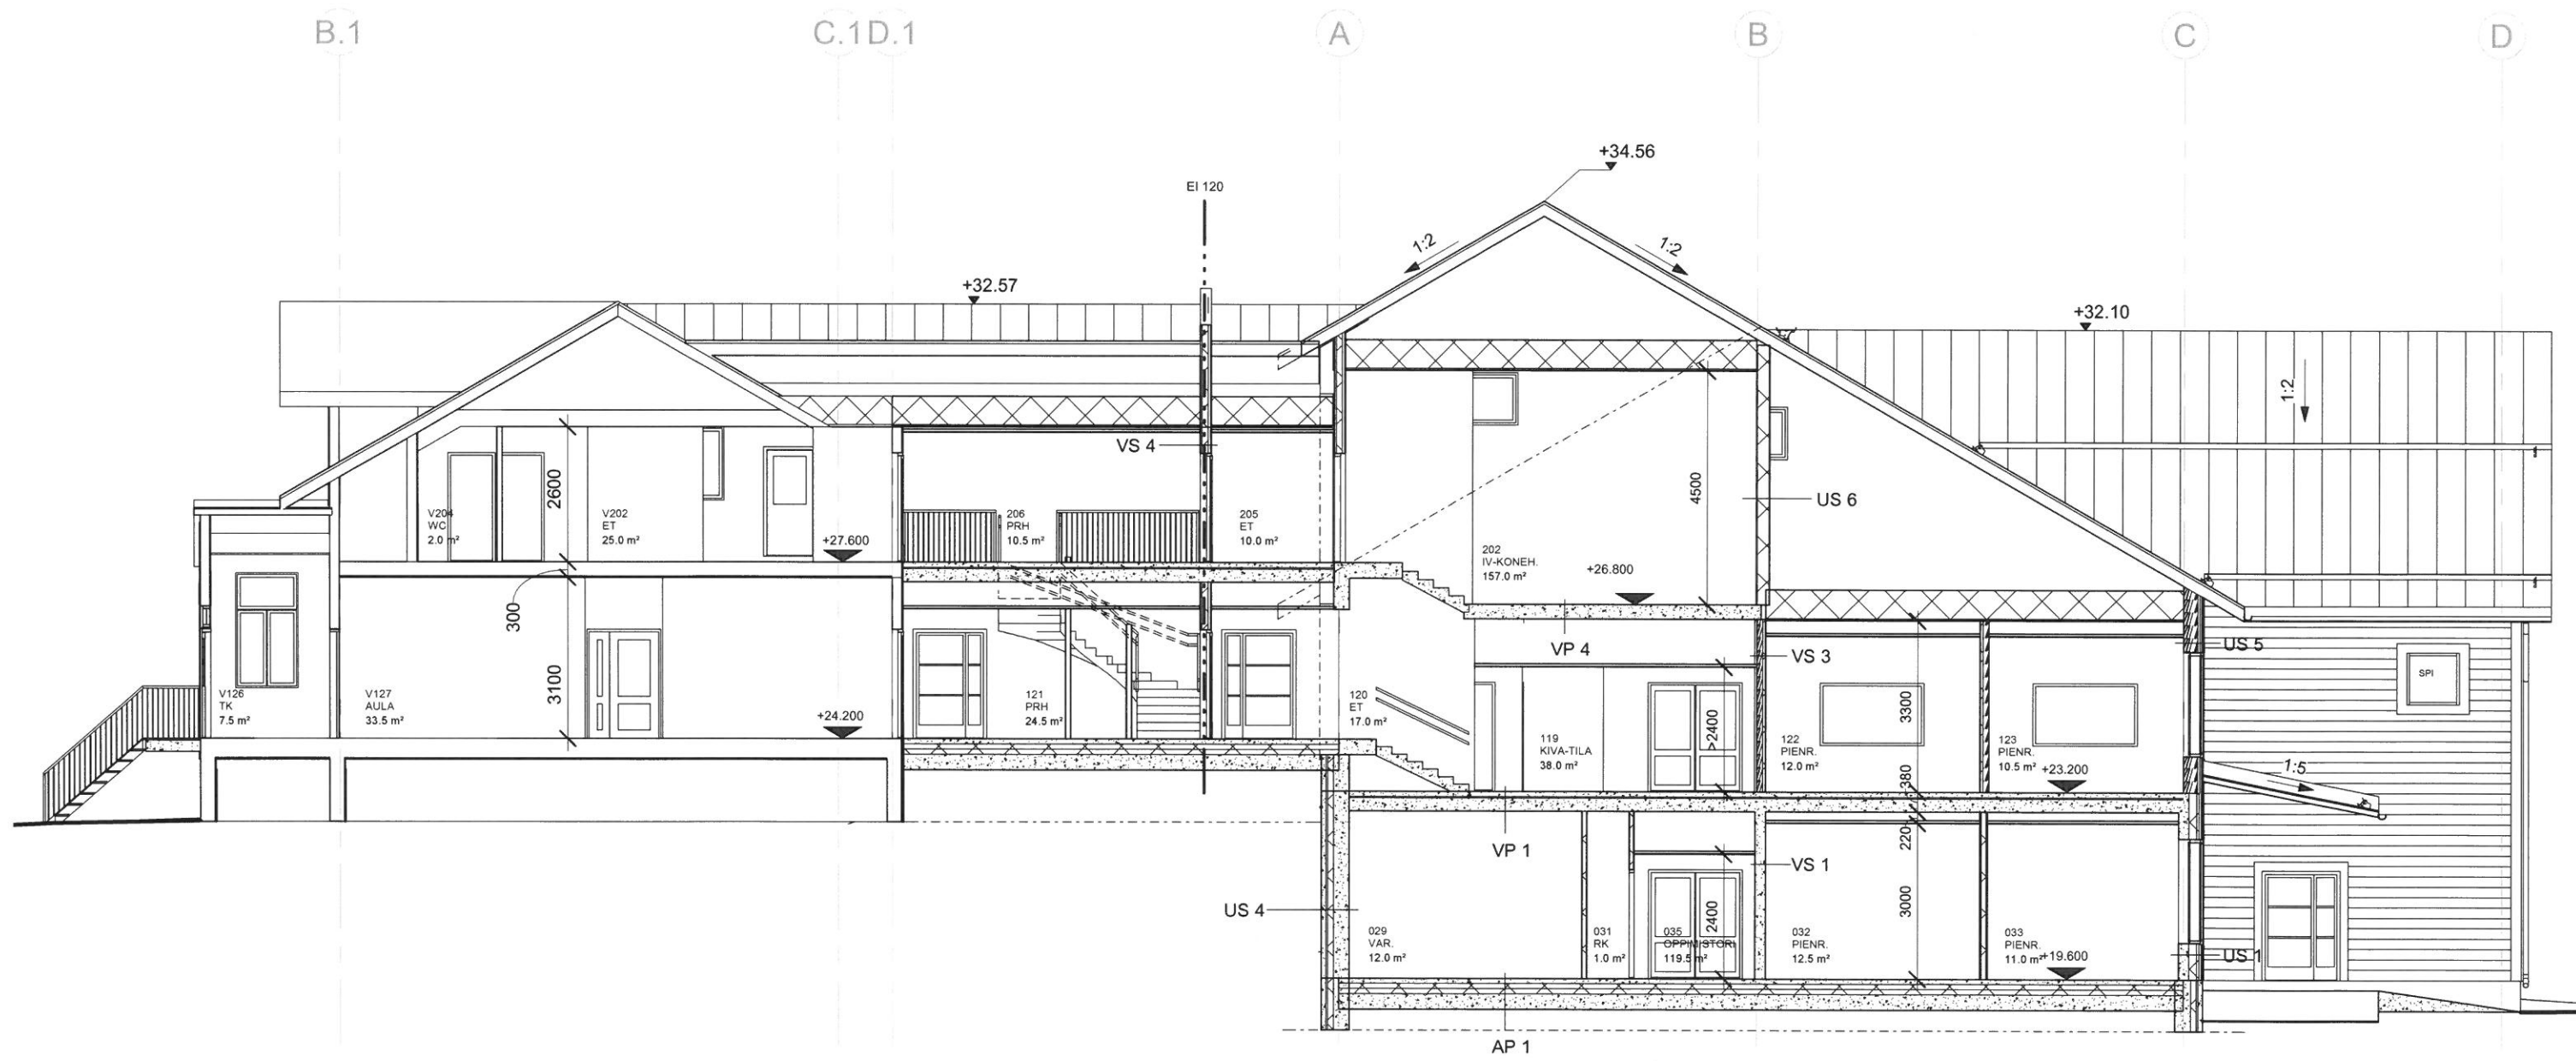 B.1
C.1
D.1
A
B
C
D
+34.56
EI 120
1:2
1:2
+32.57
+32.10
1:2
VS 4
2600
4500
US 6
V204
WC
2.0 m²
V202
ET
25.0 m²
206
PRH
10.5 m²
205
ET
10.0 m²
+27.600
202
IV-KONEH.
157.0 m²
+26.800
300
3100
VP 4
VS 3
US 5
SPI
V126
TK
7.5 m²
V127
AULA
33.5 m²
+24.200
121
PRH
24.5 m²
120
ET
17.0 m²
119
KIVA-TILA
38.0 m²
>2400
3300
122
PIENR.
12.0 m²
123
PIENR.
10.5 m²
+23.200
380
1:5
VP 1
220
VS 1
US 4
2400
3000
029
VAR.
12.0 m²
031
RK
1.0 m²
035
OPPIMISTORI
119.5 m²
032
PIENR.
12.5 m²
033
PIENR.
11.0 m²
+19.600
US 1
AP 1